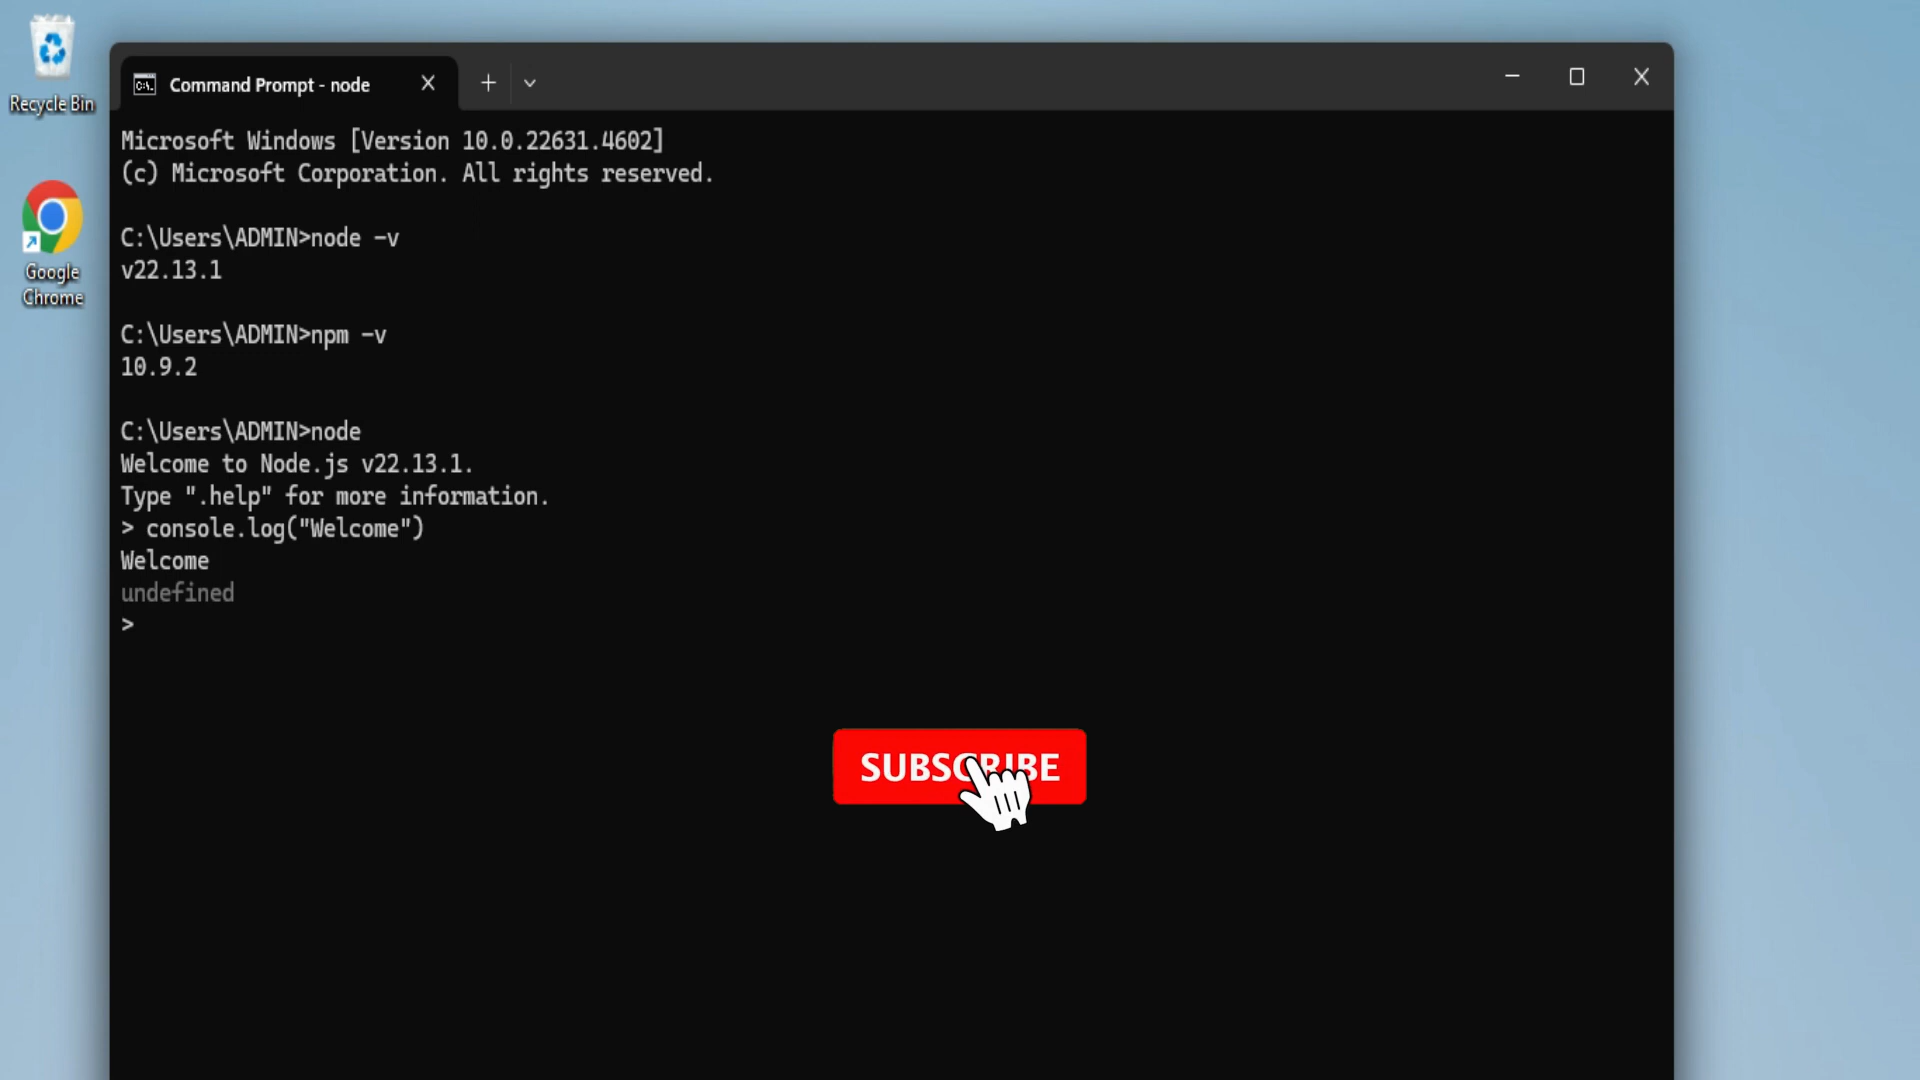 Recycle Bin
Google
Chrome
Command Prompt - node
Microsoft Windows [Version 10.0.22631.4602]
(c) Microsoft Corporation. All rights reserved.
C:\Users\ADMIN>node -v
v22.13.1
C:\Users\ADMIN>npm -v
10.9.2
C:\Users\ADMIN>node
Welcome to Node.js v22.13.1.
Type ".help" for more information.
> console.log("Welcome")
Welcome
undefined
>
SUBSCRIBE